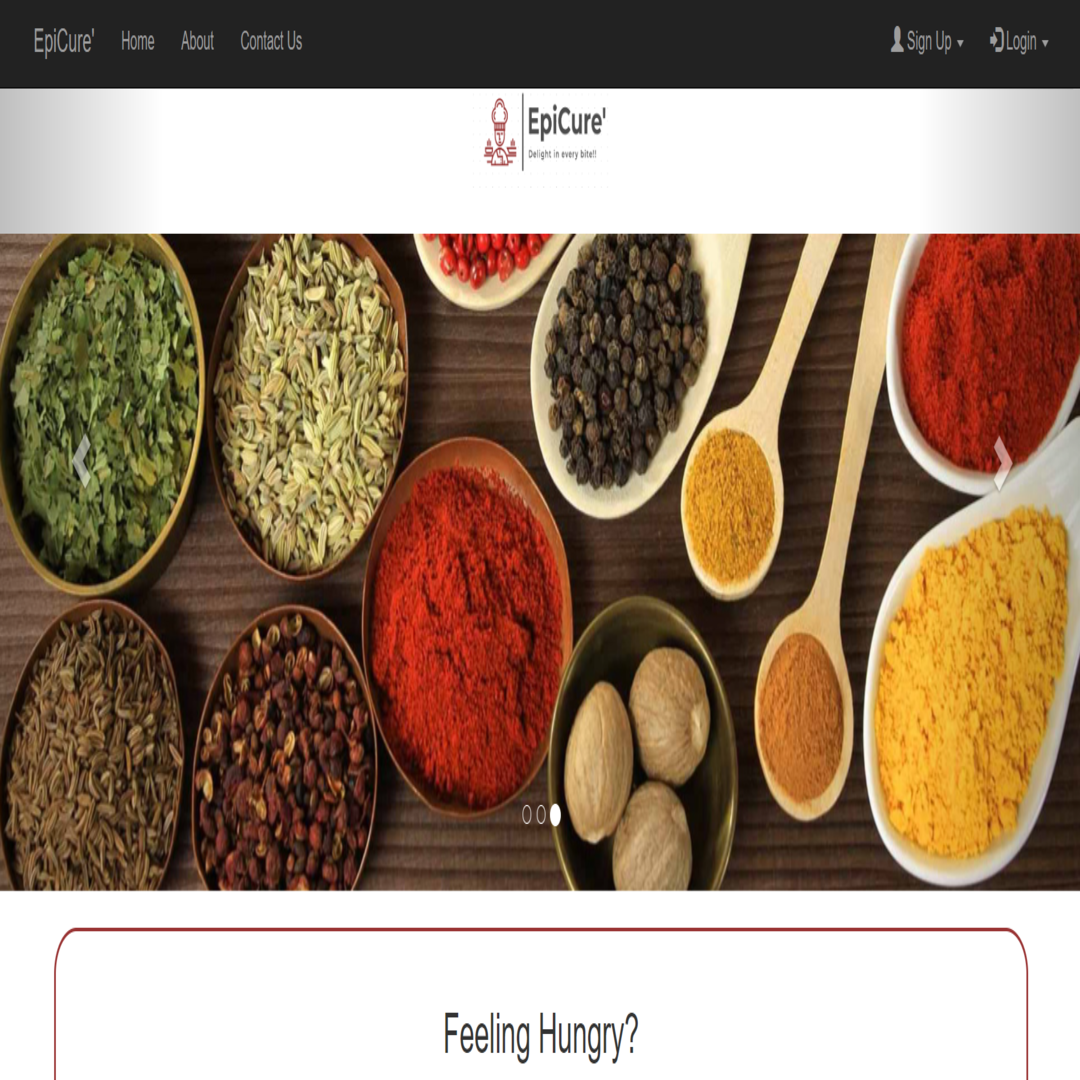 EpiCure' Home About Contact Us Sign Up Login
EpiCure'
Delight in every bite!!
Feeling Hungry?